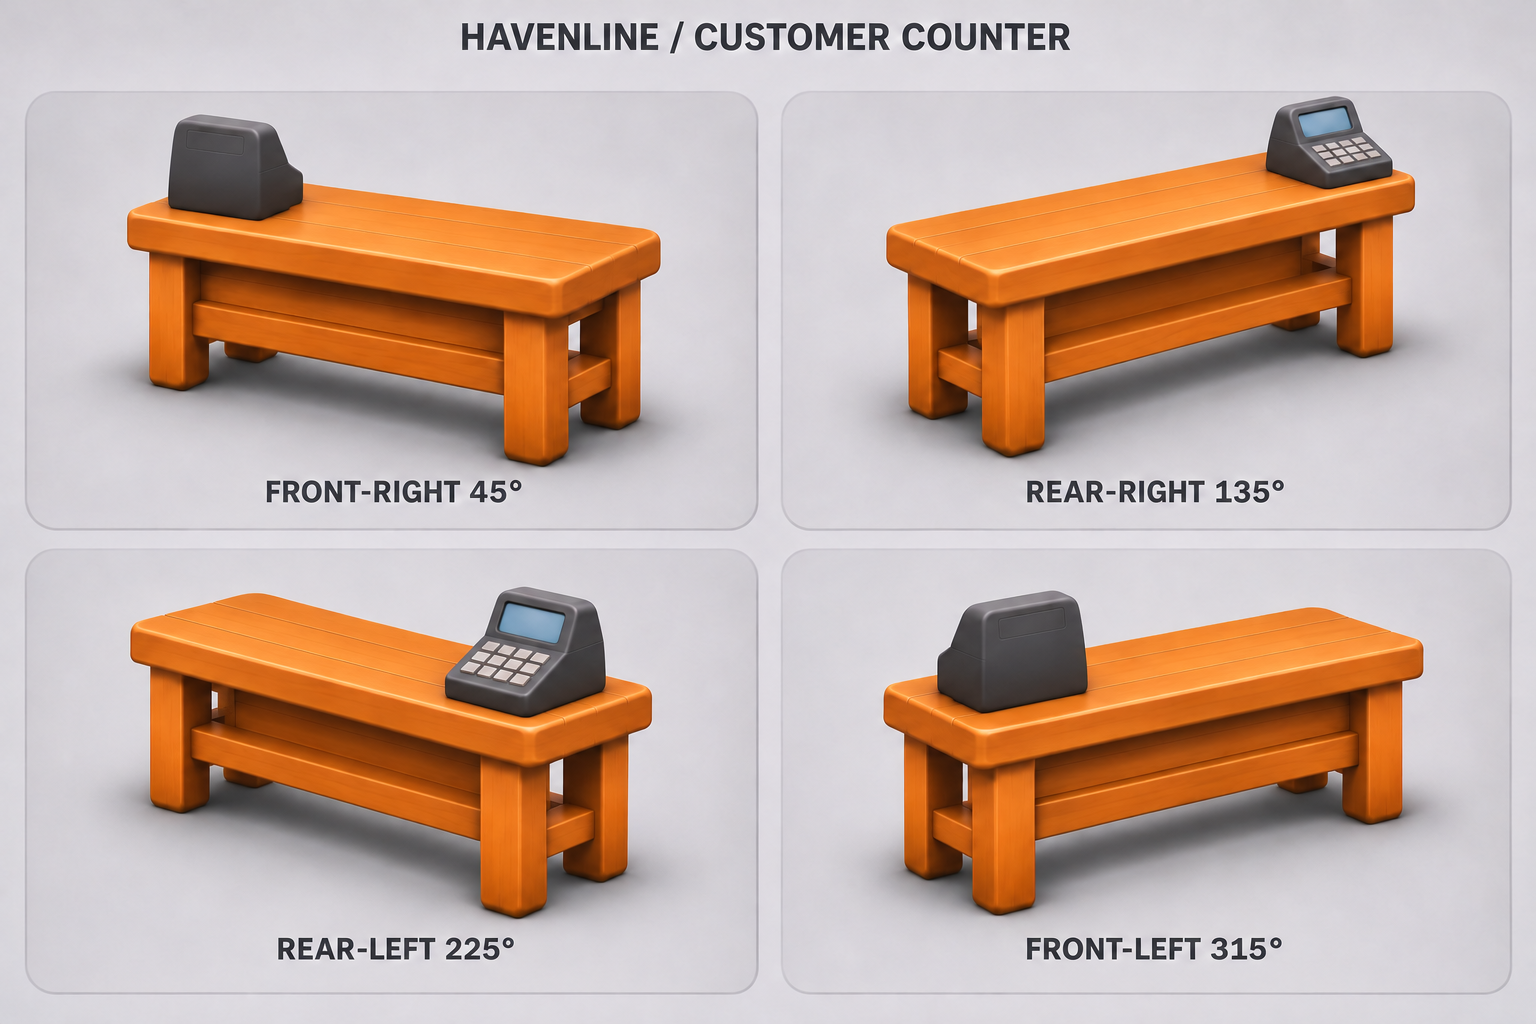 HAVENLINE / CUSTOMER COUNTER
FRONT-RIGHT 45°
REAR-RIGHT 135°
REAR-LEFT 225°
FRONT-LEFT 315°